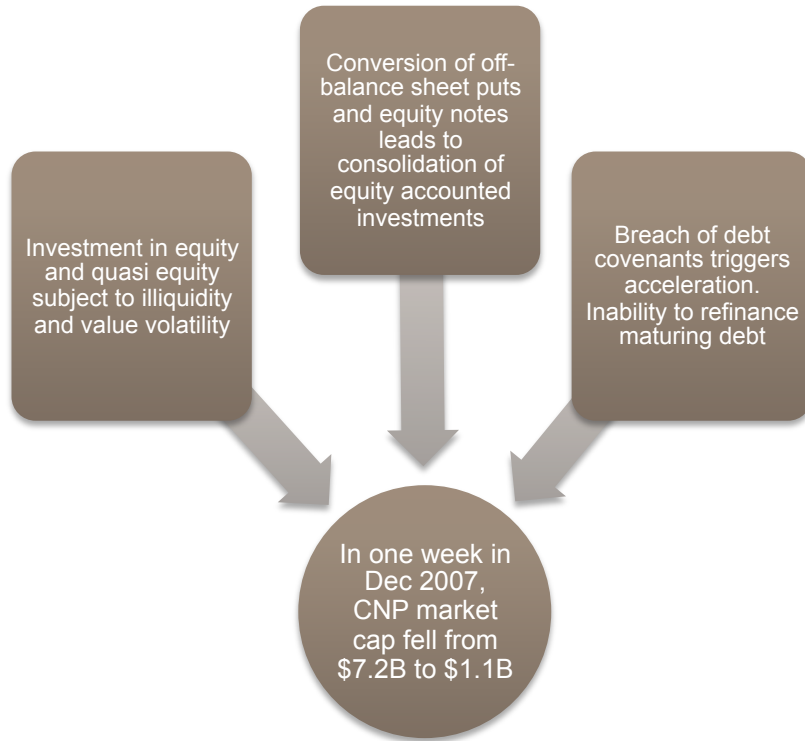 Conversion of off-
balance sheet puts
and equity notes
leads to
consolidation of
equity accounted
investments
Investment in equity
and quasi equity
subject to illiquidity
and value volatility
Breach of debt
covenants triggers
acceleration.
Inability to refinance
maturing debt
In one week in
Dec 2007,
CNP market
cap fell from
$7.2B to $1.1B